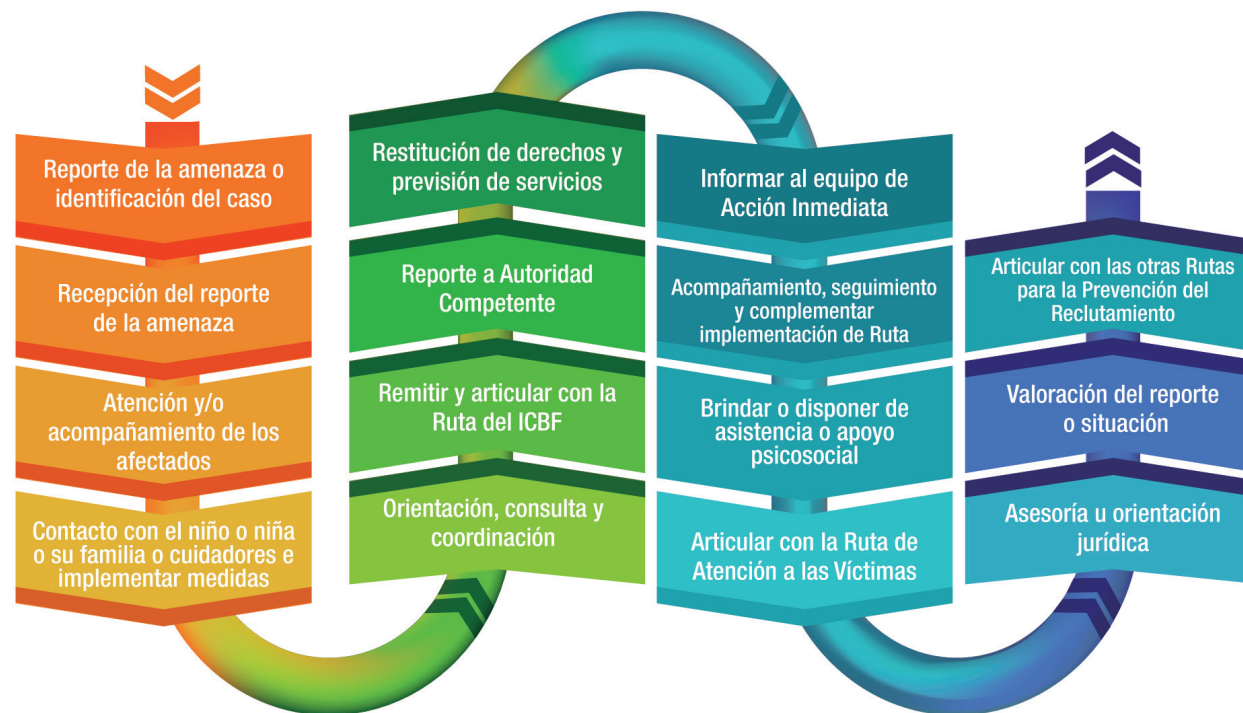 Reporte de la amenaza o
identificación del caso
Recepción del reporte
de la amenaza
Atención y/o
acompañamiento de los
afectados
Contacto con el niño o niña
o su familia o cuidadores e
implementar medidas
Orientación, consulta y
coordinación
Remitir y articular con la
Ruta del ICBF
Reporte a Autoridad
Competente
Restitución de derechos y
previsión de servicios
Informar al equipo de
Acción Inmediata
Acompañamiento, seguimiento
y complementar
implementación de Ruta
Brindar o disponer de
asistencia o apoyo
psicosocial
Articular con la Ruta de
Atención a las Víctimas
Asesoría u orientación
jurídica
Valoración del reporte
o situación
Articular con las otras Rutas
para la Prevención del
Reclutamiento